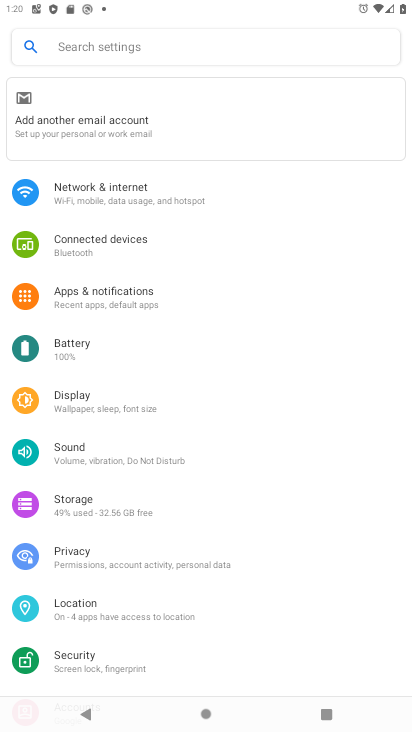 1:20
Search settings
Add another email account
Set up your personal or work email
Network & internet
Wi-Fi, mobile, data usage, and hotspot
Connected devices
Bluetooth
Apps & notifications
Recent apps, default apps
Battery
100%
Display
Wallpaper, sleep, font size
Sound
Volume, vibration, Do Not Disturb
Storage
49% used - 32.56 GB free
Privacy
Permissions, account activity, personal data
Location
On - 4 apps have access to location
Security
Screen lock, fingerprint
Accounts